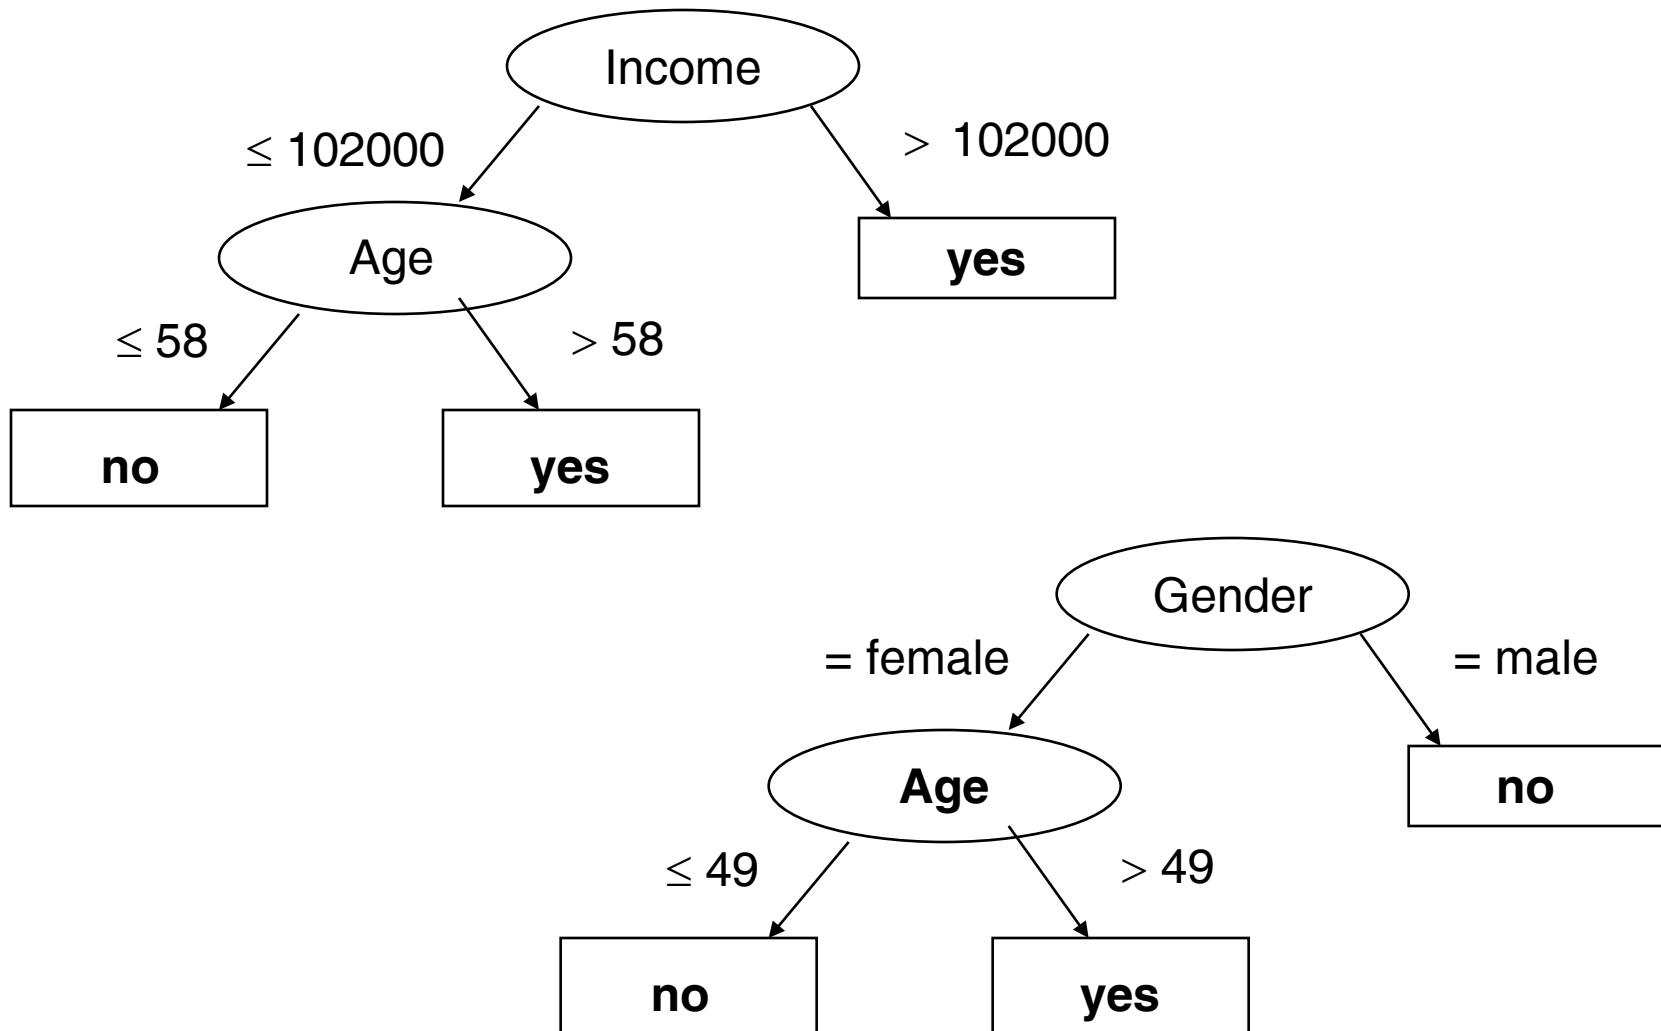 Income
≤ 102000
> 102000
Age
yes
≤ 58
> 58
no
yes
Gender
= female
= male
Age
no
≤ 49
> 49
no
yes